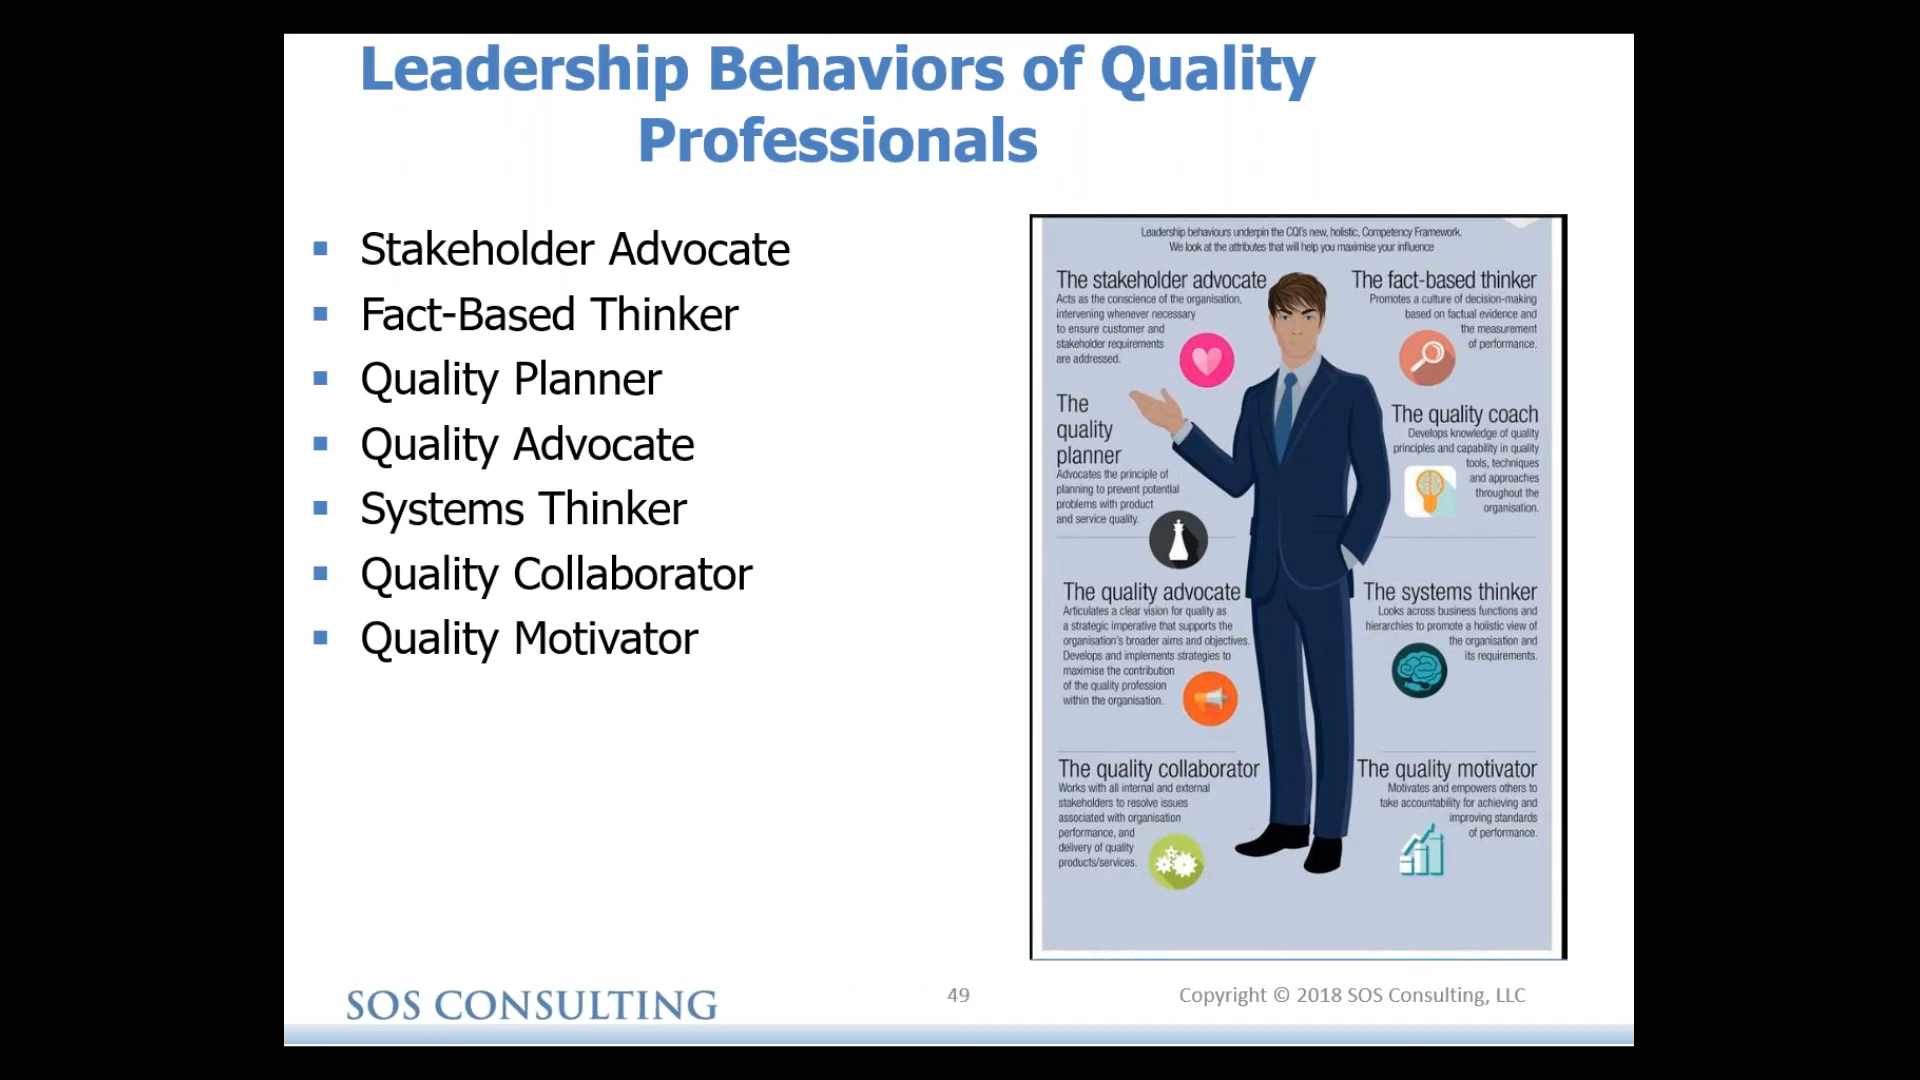 Leadership Behaviors of Quality
Professionals
Stakeholder Advocate
Fact-Based Thinker
Quality Planner
Quality Advocate
Systems Thinker
Quality Collaborator
Quality Motivator
Leadership behaviours underpin the CQI's new, holistic, Competency Framework.
We look at the attributes that will help you maximise your influence
The stakeholder advocate
Acts as the conscience of the organisation,
intervening whenever necessary
to ensure customer and
stakeholder requirements
are addressed.
The fact-based thinker
Promotes a culture of decision-making
based on factual evidence and
the measurement
of performance.
The
quality
planner
Advocates the principle of
planning to prevent potential
problems with product
and service quality.
The quality coach
Develops knowledge of quality
principles and capability in quality
tools, techniques
and approaches
throughout the
organisation.
The quality advocate
Articulates a clear vision for quality as
a strategic imperative that supports the
organisation's broader aims and objectives.
Develops and implements strategies to
maximise the contribution
of the quality profession
within the organisation.
The systems thinker
Looks across business functions and
hierarchies to promote a holistic view of
the organisation and
its requirements.
The quality collaborator
Works with all internal and external
stakeholders to resolve issues
associated with organisation
performance, and
delivery of quality
products/services.
The quality motivator
Motivates and empowers others to
take accountability for achieving and
improving standards
of performance.
SOS CONSULTING
49
Copyright © 2018 SOS Consulting, LLC